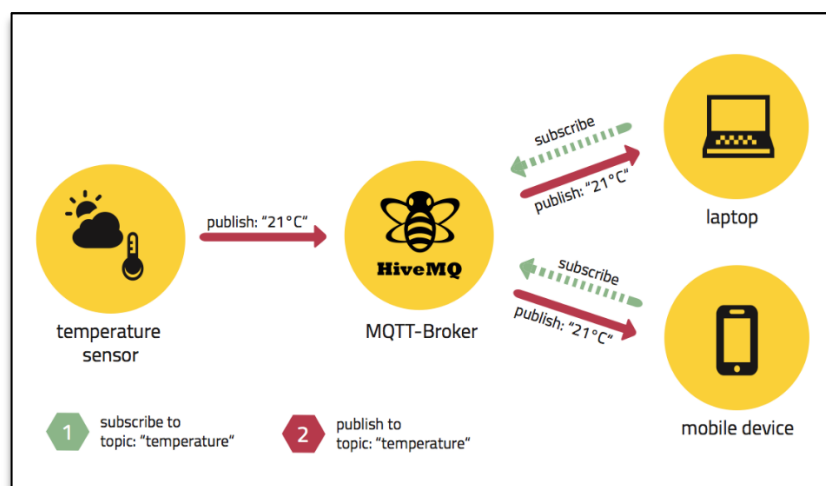 subscribe
publish: "21°C"
laptop
publish: "21°C"
HiveMQ
temperature
sensor
MQTT-Broker
subscribe
publish: "21°C"
mobile device
1
subscribe to
topic: "temperature"
2
publish to
topic: "temperature"